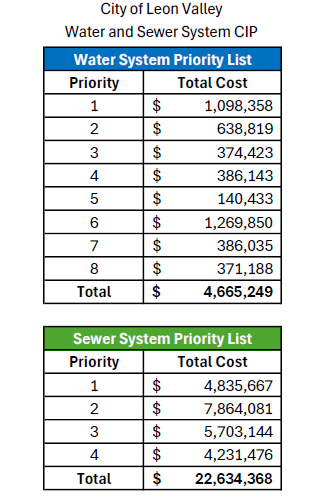 City of Leon Valley
Water and Sewer System CIP
Water System Priority List
Priority Total Cost
1 $ 1,098,358
2 $ 638,819
3 $ 374,423
4 $ 386,143
5 $ 140,433
6 $ 1,269,850
7 $ 386,035
8 $ 371,188
Total $ 4,665,249
Sewer System Priority List
Priority Total Cost
1 $ 4,835,667
2 $ 7,864,081
3 $ 5,703,144
4 $ 4,231,476
Total $ 22,634,368